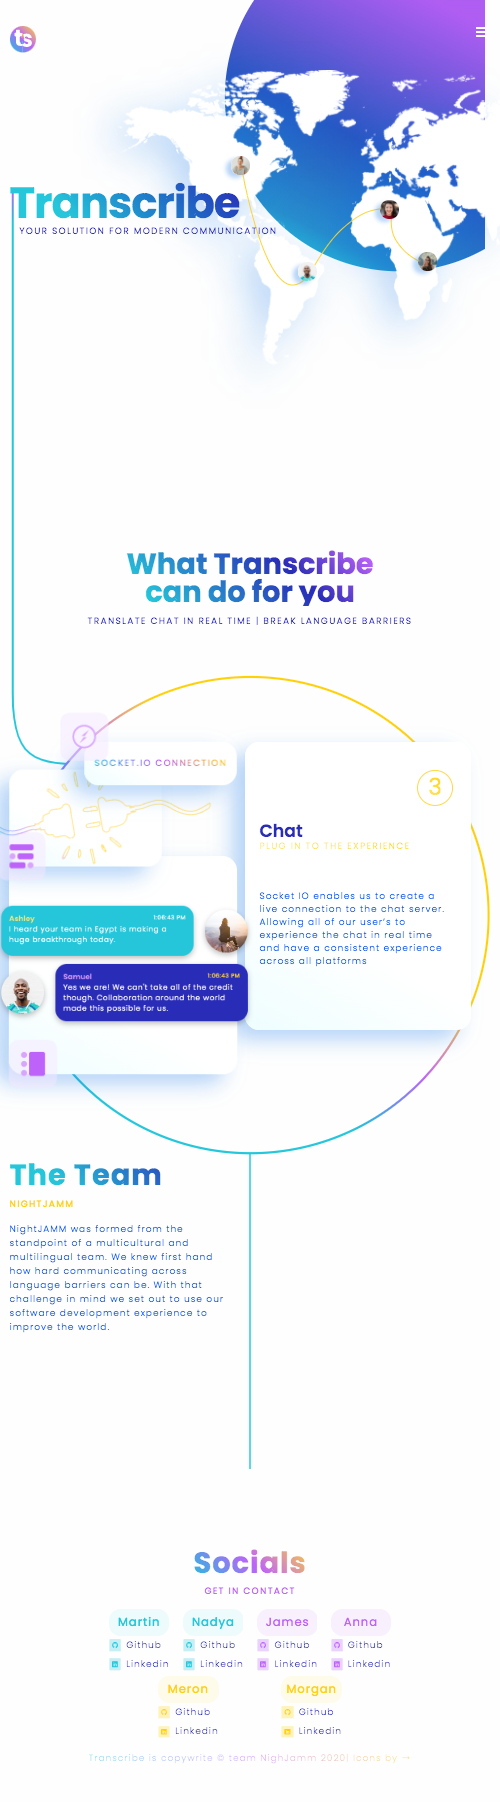 ts
Transcribe
YOUR SOLUTION FOR MODERN COMMUNICATION
What Transcribe
can do for you
TRANSLATE CHAT IN REAL TIME | BREAK LANGUAGE BARRIERS
SOCKET.IO CONNECTION
3
Chat
PLUG IN TO THE EXPERIENCE
Socket IO enables us to create a
live connection to the chat server.
Allowing all of our user's to
experience the chat in real time
and have a consistent experience
across all platforms
Ashley 1:06:43 PM
I heard your team in Egypt is making a
huge breakthrough today.
Samuel 1:06:43 PM
Yes we are! We can't take all of the credit
though. Collaboration around the world
made this possible for us.
The Team
NIGHTJAMM
NightJAMM was formed from the
standpoint of a multicultural and
multilingual team. We knew first hand
how hard communicating across
language barriers can be. With that
challenge in mind we set out to use our
software development experience to
improve the world.
Socials
GET IN CONTACT
Martin Nadya James Anna
Github Github Github Github
Linkedin Linkedin Linkedin Linkedin
Meron Morgan
Github Github
Linkedin Linkedin
Transcribe is copywrite © team NighJamm 2020| Icons by →